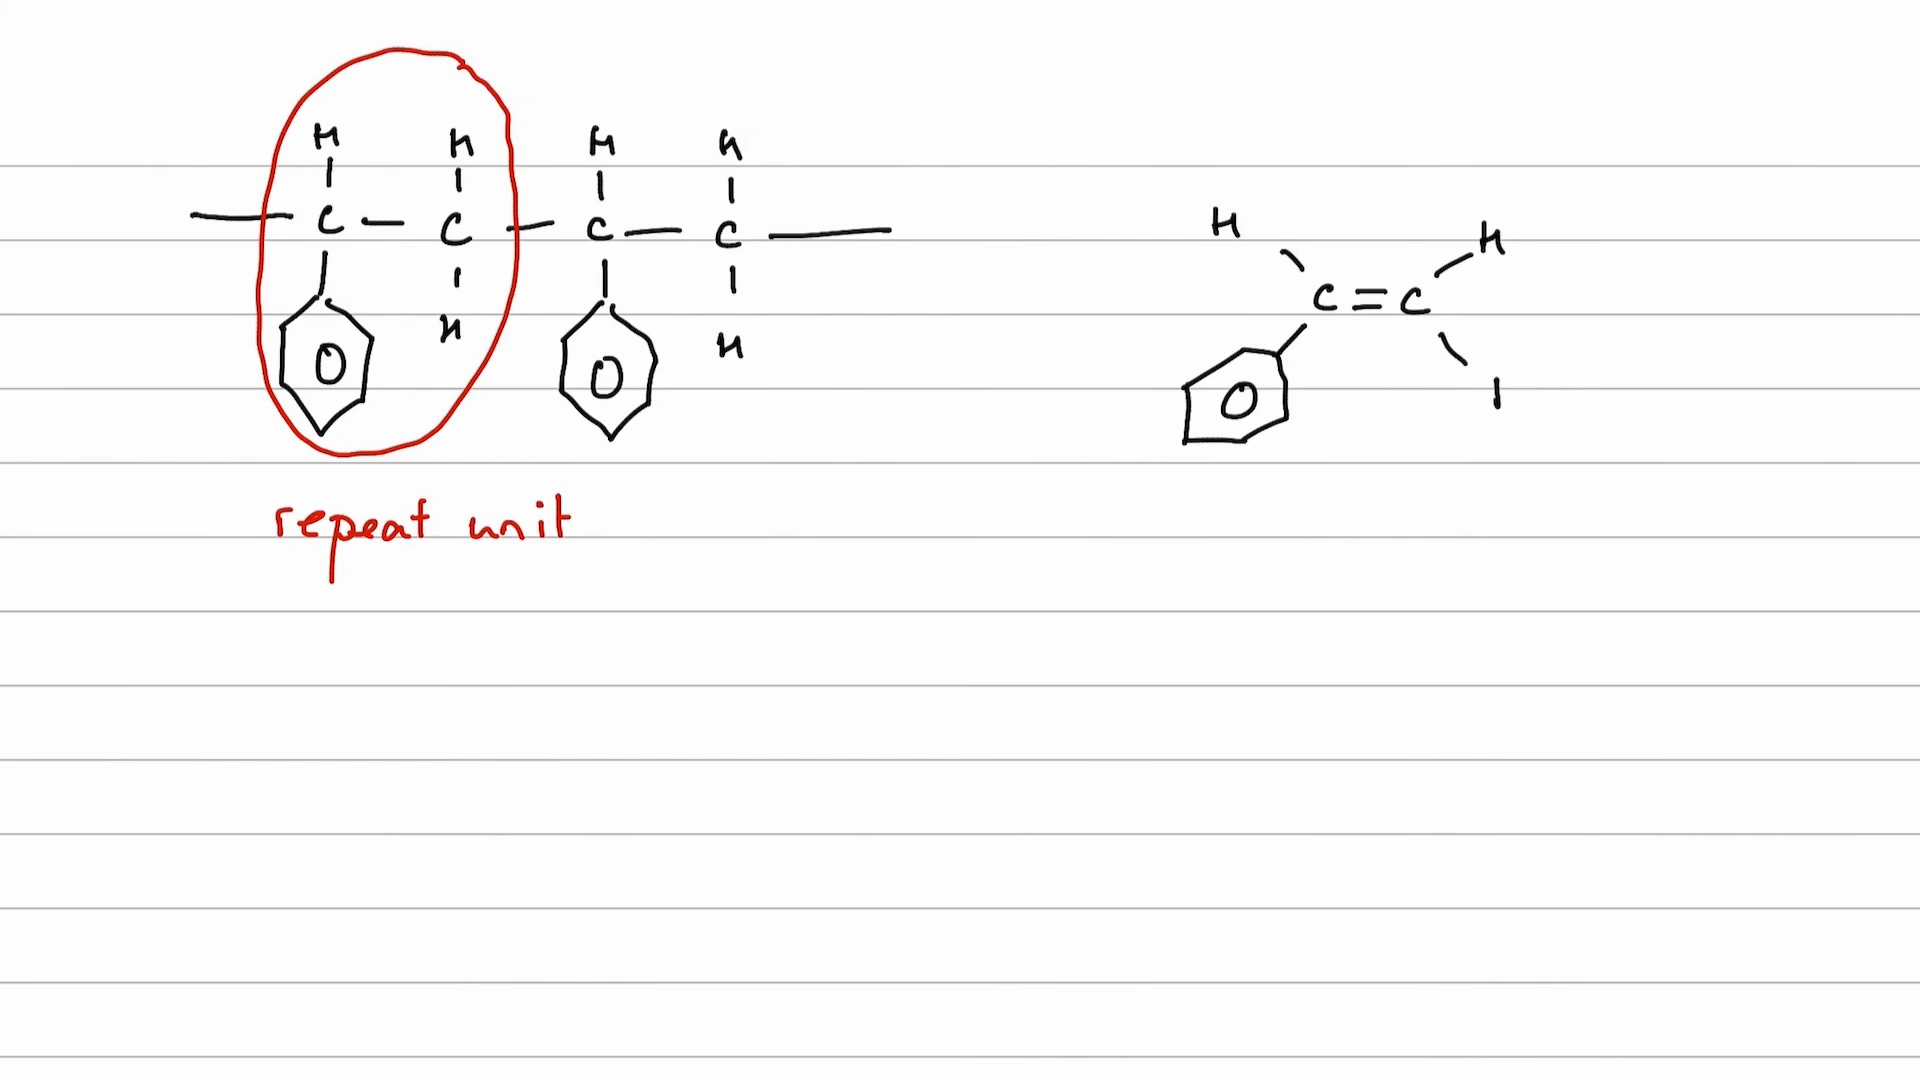 H H H H
— C — C — C — C —
H H
H H
C = C
repeat unit